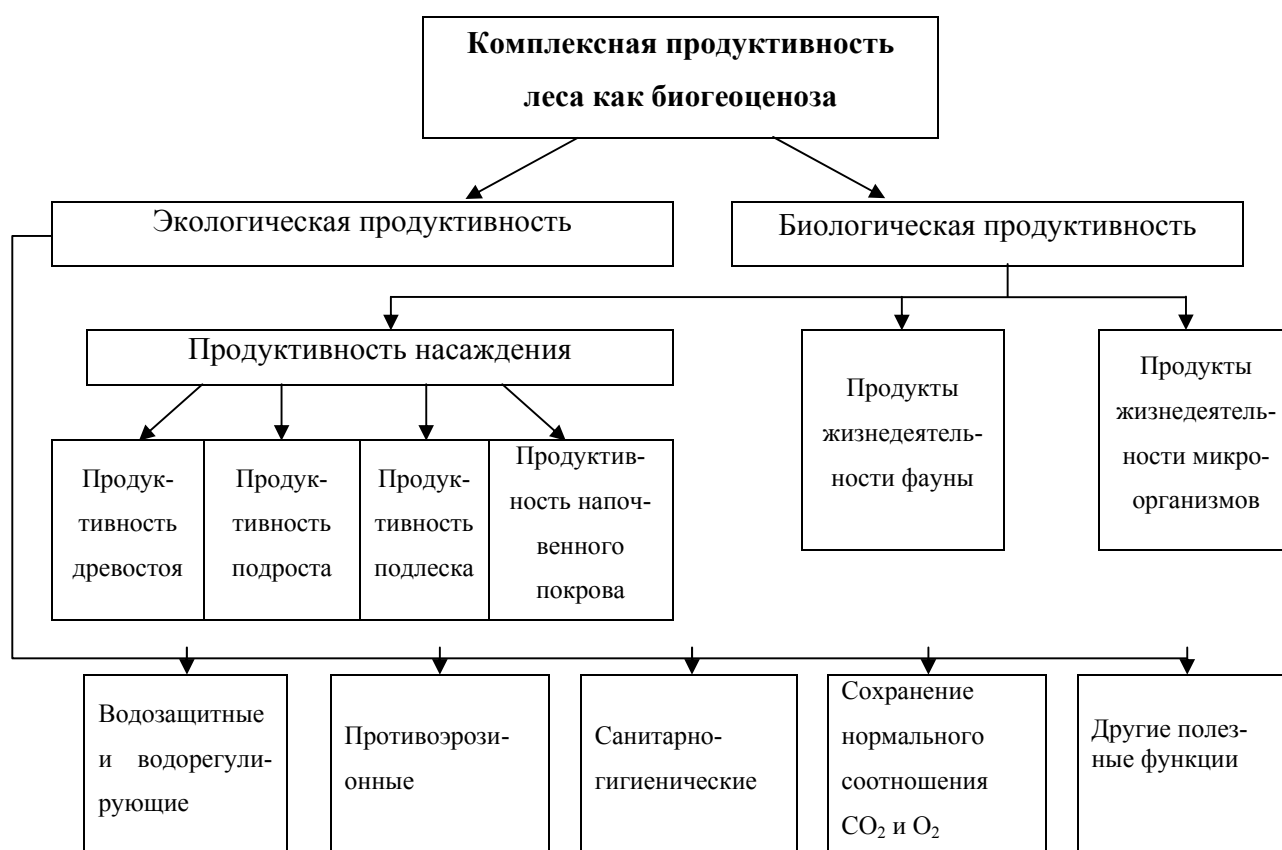 Комплексная продуктивность
леса как биогеоценоза
Экологическая продуктивность
Биологическая продуктивность
Продуктивность насаждения
Продукты
жизнедеятель-
ности фауны
Продукты
жизнедеятель-
ности микро-
организмов
Продук-
тивность
древостоя
Продук-
тивность
подроста
Продук-
тивность
подлеска
Продуктив-
ность напоч-
венного
покрова
Водозащитные
и водорегули-
рующие
Противоэрози-
онные
Санитарно-
гигиенические
Сохранение
нормального
соотношения
CO₂ и O₂
Другие полез-
ные функции